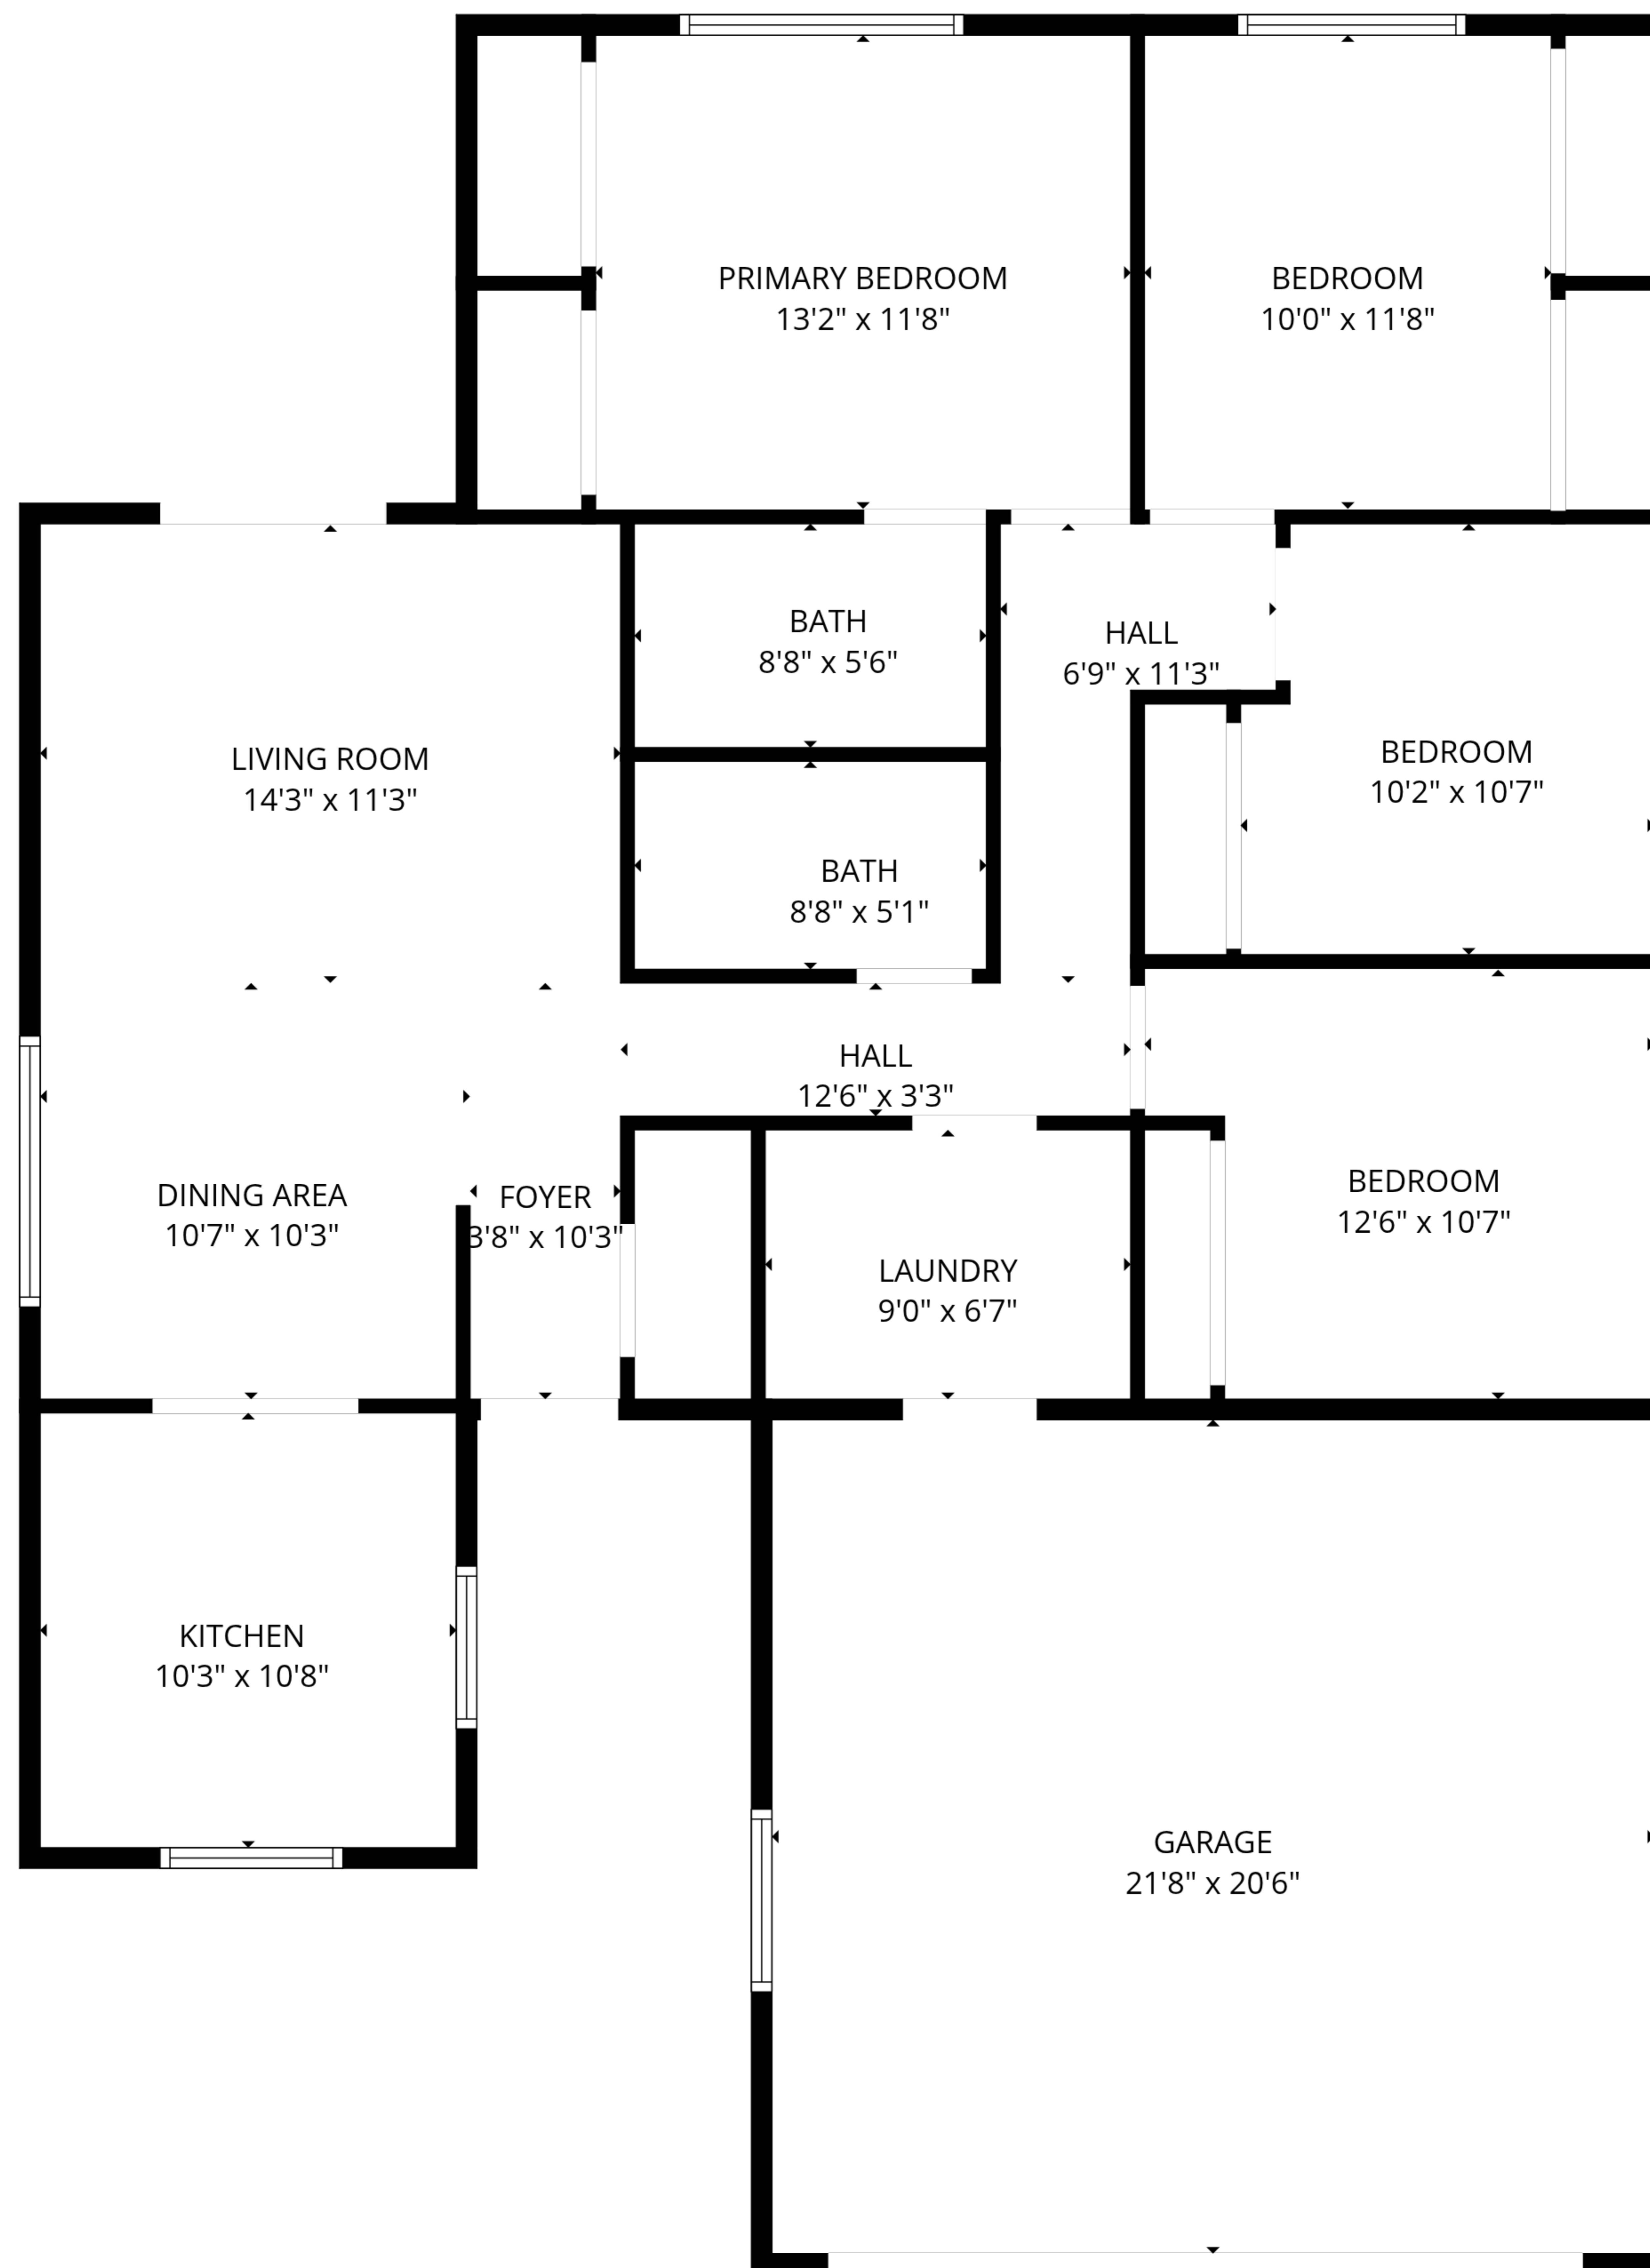 PRIMARY BEDROOM
13'2" x 11'8"
BEDROOM
10'0" x 11'8"
BATH
8'8" x 5'6"
HALL
6'9" x 11'3"
LIVING ROOM
14'3" x 11'3"
BEDROOM
10'2" x 10'7"
BATH
8'8" x 5'1"
HALL
12'6" x 3'3"
DINING AREA
10'7" x 10'3"
FOYER
3'8" x 10'3"
BEDROOM
12'6" x 10'7"
LAUNDRY
9'0" x 6'7"
KITCHEN
10'3" x 10'8"
GARAGE
21'8" x 20'6"